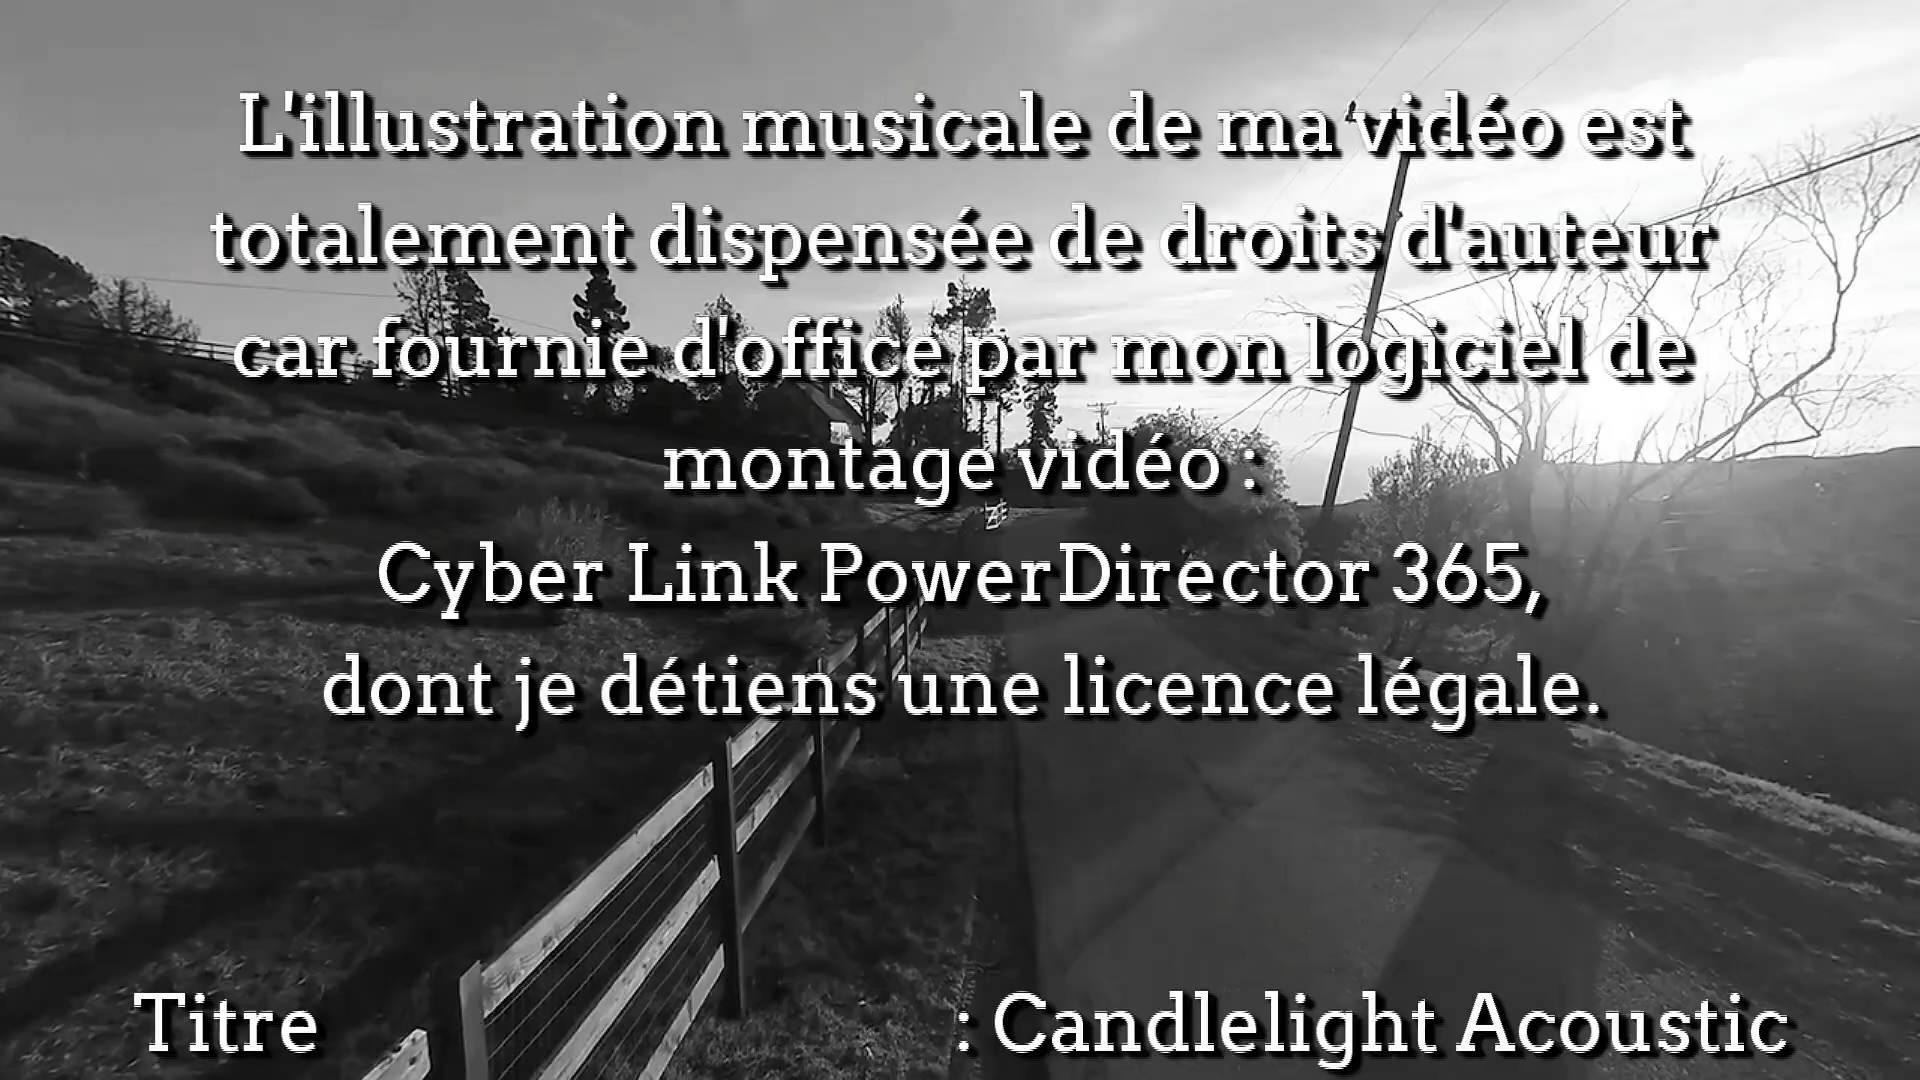 L'illustration musicale de ma vidéo est
totalement dispensée de droits d'auteur
car fournie d'office par mon logiciel de
montage vidéo :
Cyber Link PowerDirector 365,
dont je détiens une licence légale.
Titre : Candlelight Acoustic